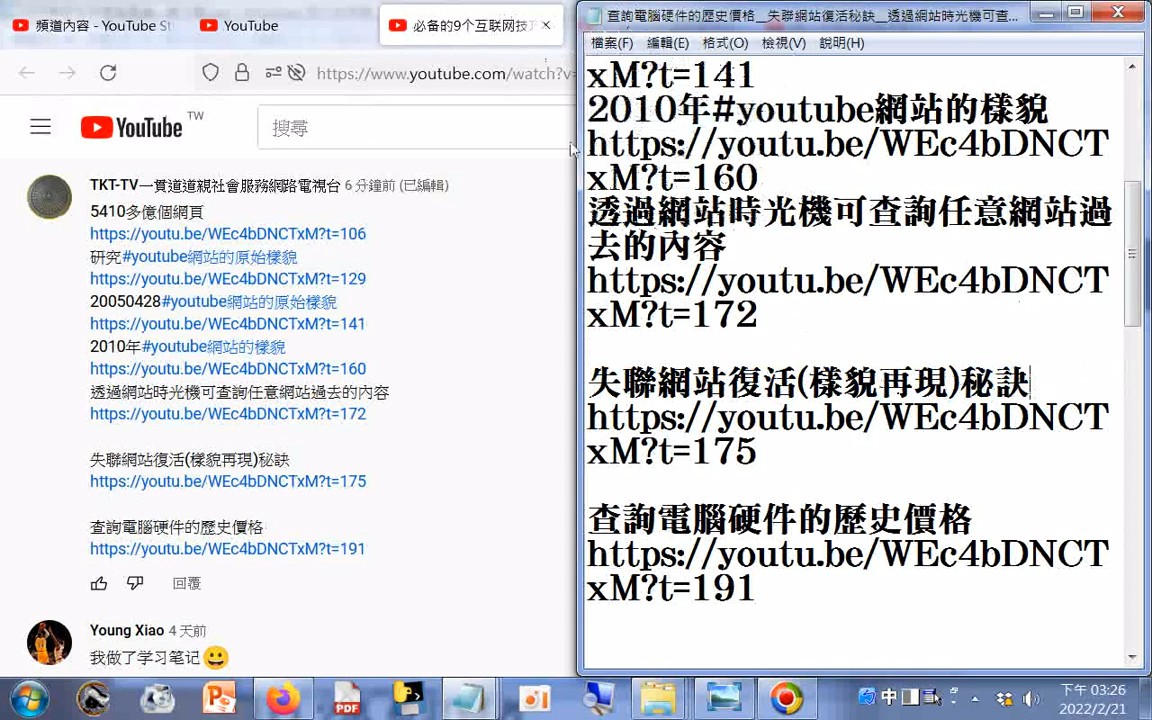 頻道內容 - YouTube St
YouTube
必备的9个互联网技
https://www.youtube.com/watch?v=
YouTube TW
搜尋
TKT-TV一貫道道親社會服務網路電視台 6 分鐘前 (已編輯)
5410多億個網頁
https://youtu.be/WEc4bDNCTxM?t=106
研究#youtube網站的原始樣貌
https://youtu.be/WEc4bDNCTxM?t=129
20050428#youtube網站的原始樣貌
https://youtu.be/WEc4bDNCTxM?t=141
2010年#youtube網站的樣貌
https://youtu.be/WEc4bDNCTxM?t=160
透過網站時光機可查詢任意網站過去的內容
https://youtu.be/WEc4bDNCTxM?t=172
失聯網站復活(樣貌再現)秘訣
https://youtu.be/WEc4bDNCTxM?t=175
查詢電腦硬件的歷史價格
https://youtu.be/WEc4bDNCTxM?t=191
回覆
Young Xiao 4 天前
我做了学习笔记😀
查詢電腦硬件的歷史價格__失聯網站復活秘訣__透過網站時光機可查...
檔案(F) 編輯(E) 格式(O) 檢視(V) 說明(H)
xM?t=141
2010年#youtube網站的樣貌
https://youtu.be/WEc4bDNCT
xM?t=160
透過網站時光機可查詢任意網站過
去的內容
https://youtu.be/WEc4bDNCT
xM?t=172
失聯網站復活(樣貌再現)秘訣
https://youtu.be/WEc4bDNCT
xM?t=175
查詢電腦硬件的歷史價格
https://youtu.be/WEc4bDNCT
xM?t=191
PDF
中
下午 03:26
2022/2/21